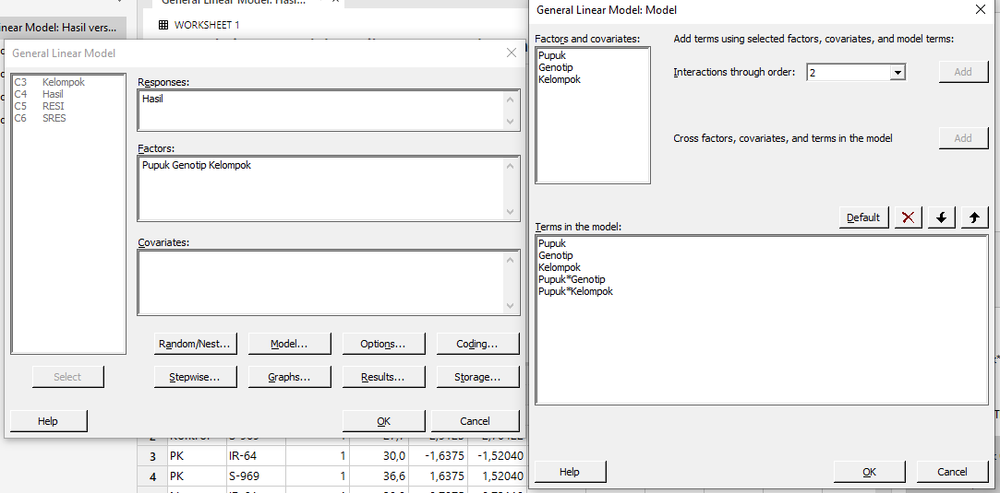 General Linear Model: Hasil...
near Model: Hasil vers...
WORKSHEET 1
General Linear Model
C3 Kelompok
C4 Hasil
C5 RESI
C6 SRES
Responses:
Hasil
Factors:
Pupuk Genotip Kelompok
Covariates:
Random/Nest...
Model...
Options...
Coding...
Select
Stepwise...
Graphs...
Results...
Storage...
Help
OK
Cancel
3 PK IR-64 1 30,0 -1,6375 -1,52040
4 PK S-969 1 36,6 1,6375 1,52040
General Linear Model: Model
Factors and covariates:
Pupuk
Genotip
Kelompok
Add terms using selected factors, covariates, and model terms:
Interactions through order:
2
Add
Cross factors, covariates, and terms in the model
Add
Default
Terms in the model:
Pupuk
Genotip
Kelompok
Pupuk*Genotip
Pupuk*Kelompok
Help
OK
Cancel